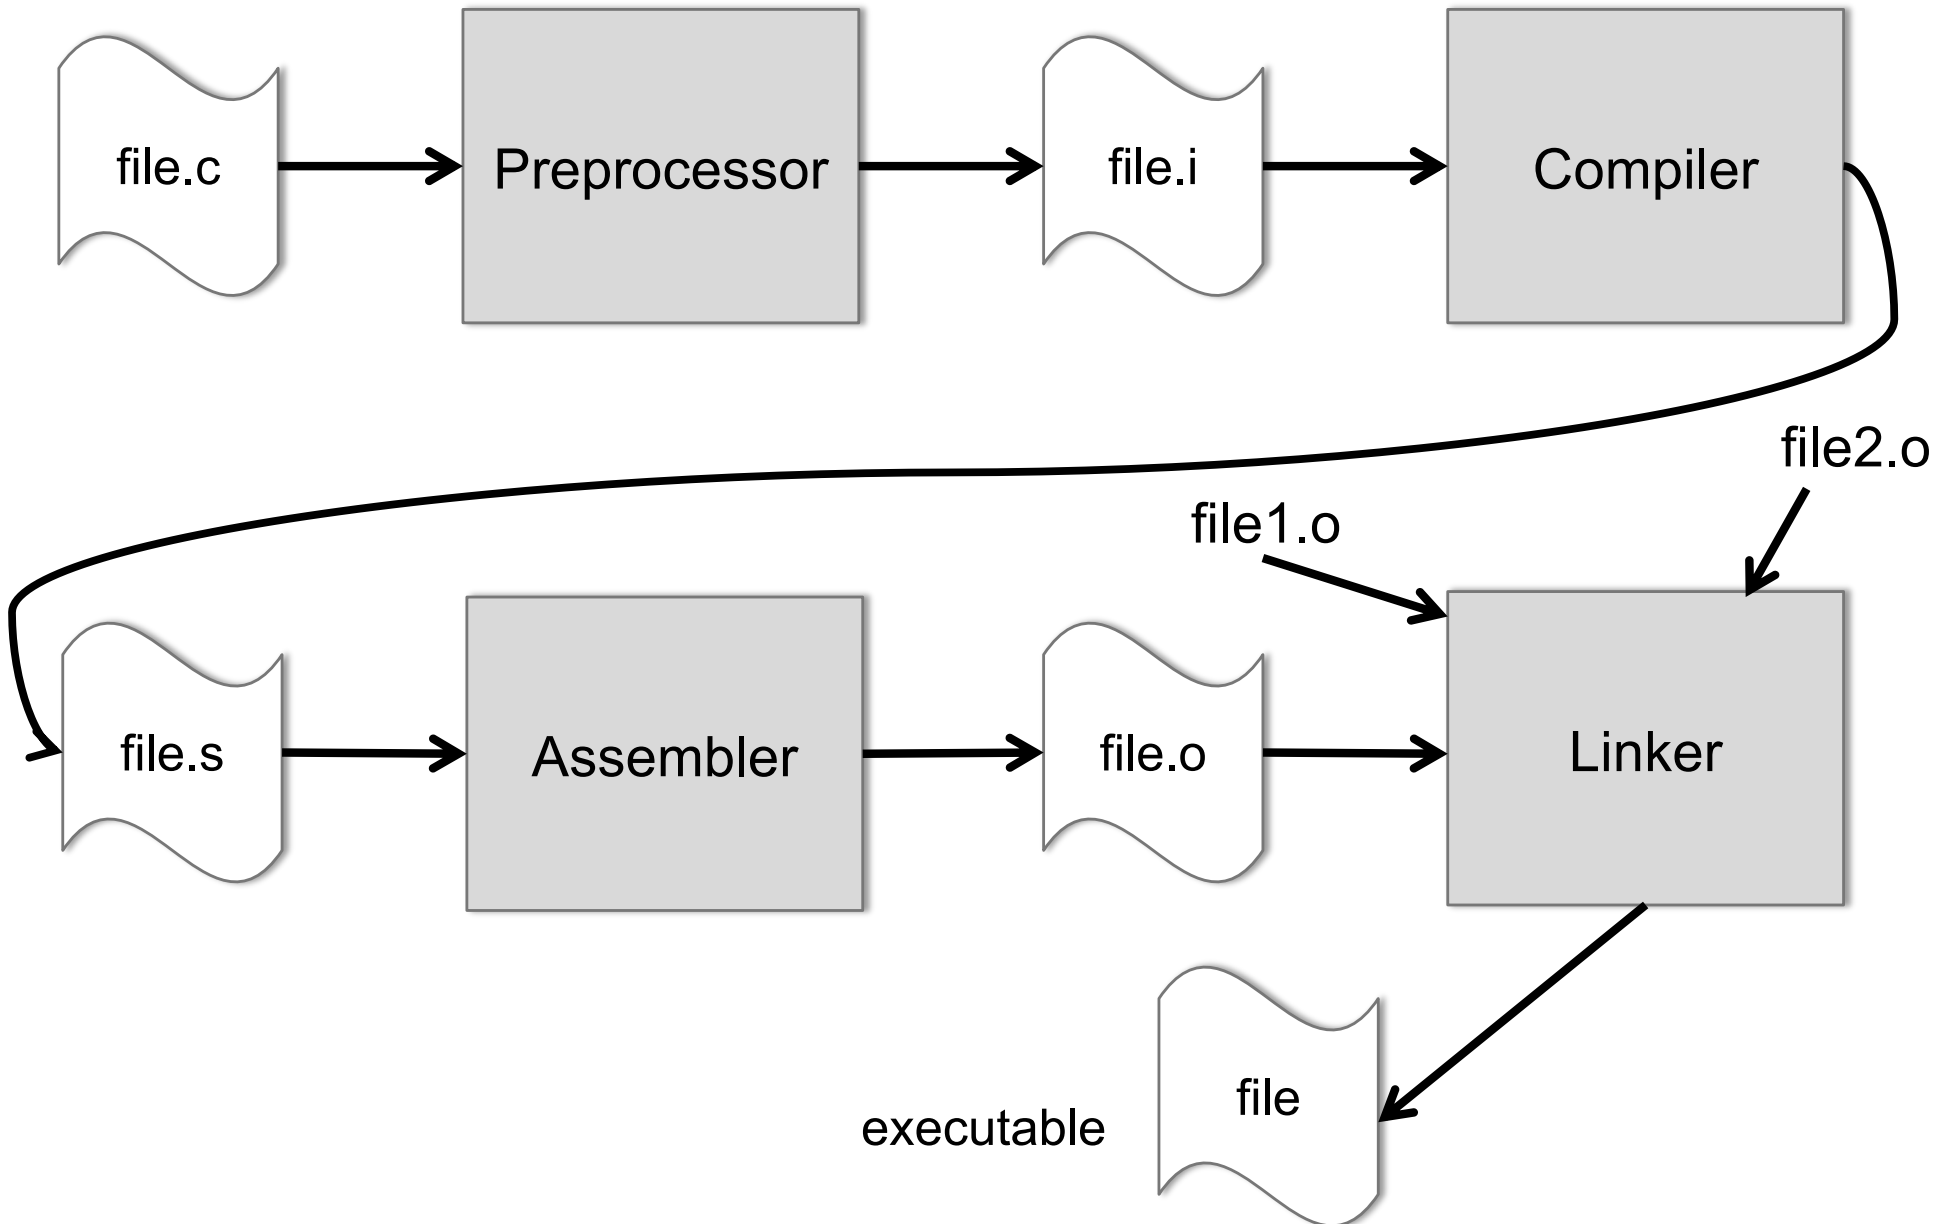 file.c
Preprocessor
file.i
Compiler
file2.o
file1.o
file.s
Assembler
file.o
Linker
file
executable